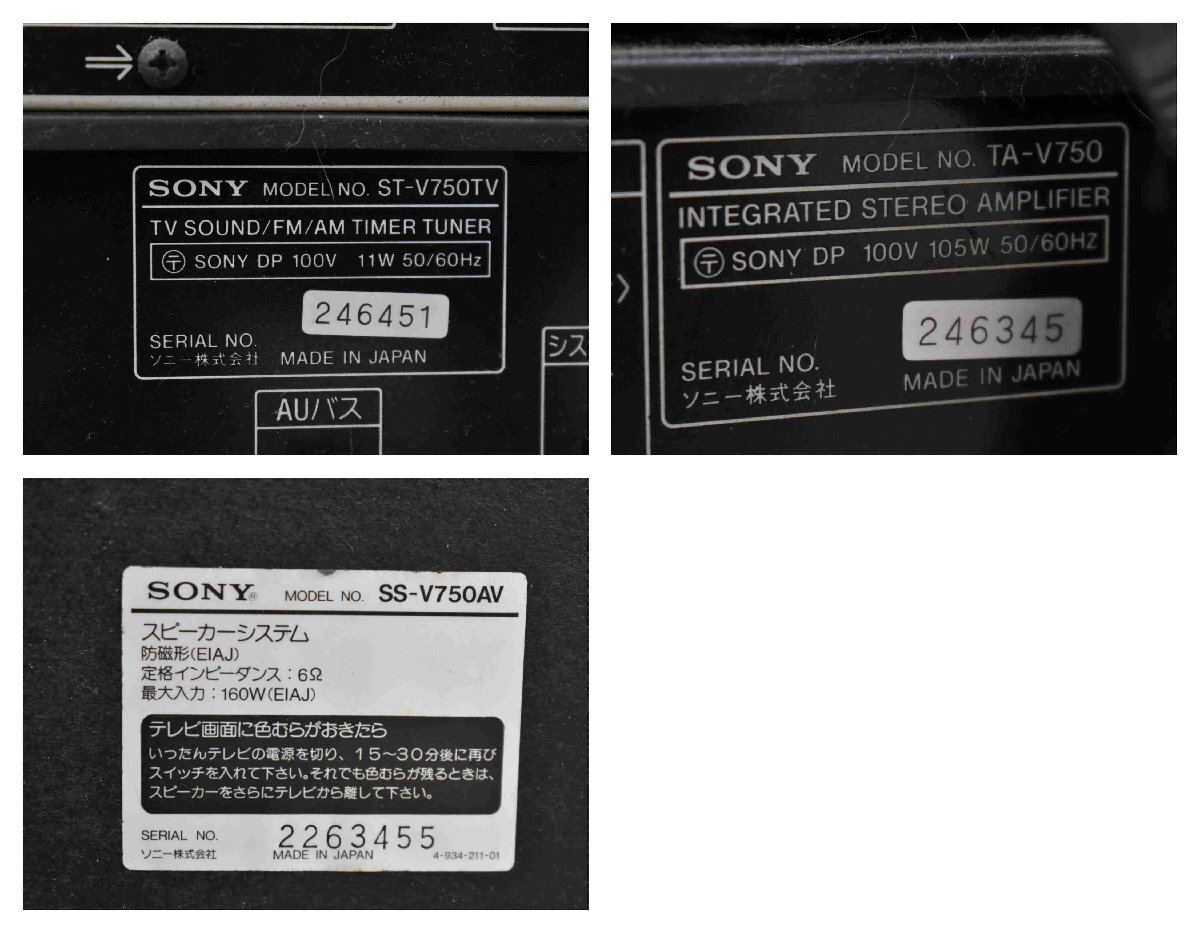 SONY MODEL NO. ST-V750TV
TV SOUND/FM/AM TIMER TUNER
〒 SONY DP 100V 11W 50/60Hz
246451
SERIAL NO.
ソニー株式会社 MADE IN JAPAN
AUバス
シス
SONY MODEL NO. TA-V750
INTEGRATED STEREO AMPLIFIER
〒 SONY DP 100V 105W 50/60Hz
246345
SERIAL NO.
ソニー株式会社 MADE IN JAPAN
SONY® MODEL NO. SS-V750AV
スピーカーシステム
防磁形(EIAJ)
定格インピーダンス:6Ω
最大入力:160W(EIAJ)
テレビ画面に色むらがおきたら
いったんテレビの電源を切り、15~30分後に再び
スイッチを入れて下さい。それでも色むらが残るときは、
スピーカーをさらにテレビから離して下さい。
SERIAL NO. 2263455
ソニー株式会社 MADE IN JAPAN 4-934-211-01